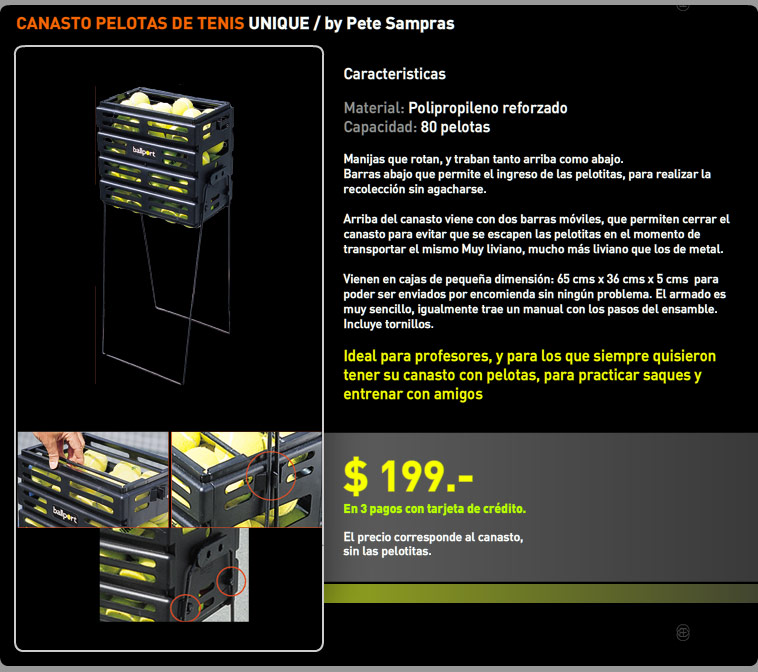 CANASTO PELOTAS DE TENIS UNIQUE / by Pete Sampras
Caracteristicas
Material: Polipropileno reforzado
Capacidad: 80 pelotas
Manijas que rotan, y traban tanto arriba como abajo.
Barras abajo que permite el ingreso de las pelotitas, para realizar la
recolección sin agacharse.
Arriba del canasto viene con dos barras móviles, que permiten cerrar el
canasto para evitar que se escapen las pelotitas en el momento de
transportar el mismo Muy liviano, mucho más liviano que los de metal.
Vienen en cajas de pequeña dimensión: 65 cms x 36 cms x 5 cms para
poder ser enviados por encomienda sin ningún problema. El armado es
muy sencillo, igualmente trae un manual con los pasos del ensamble.
Incluye tornillos.
Ideal para profesores, y para los que siempre quisieron
tener su canasto con pelotas, para practicar saques y
entrenar con amigos
$ 199.-
En 3 pagos con tarjeta de crédito.
El precio corresponde al canasto,
sin las pelotitas.
ballport
ballport